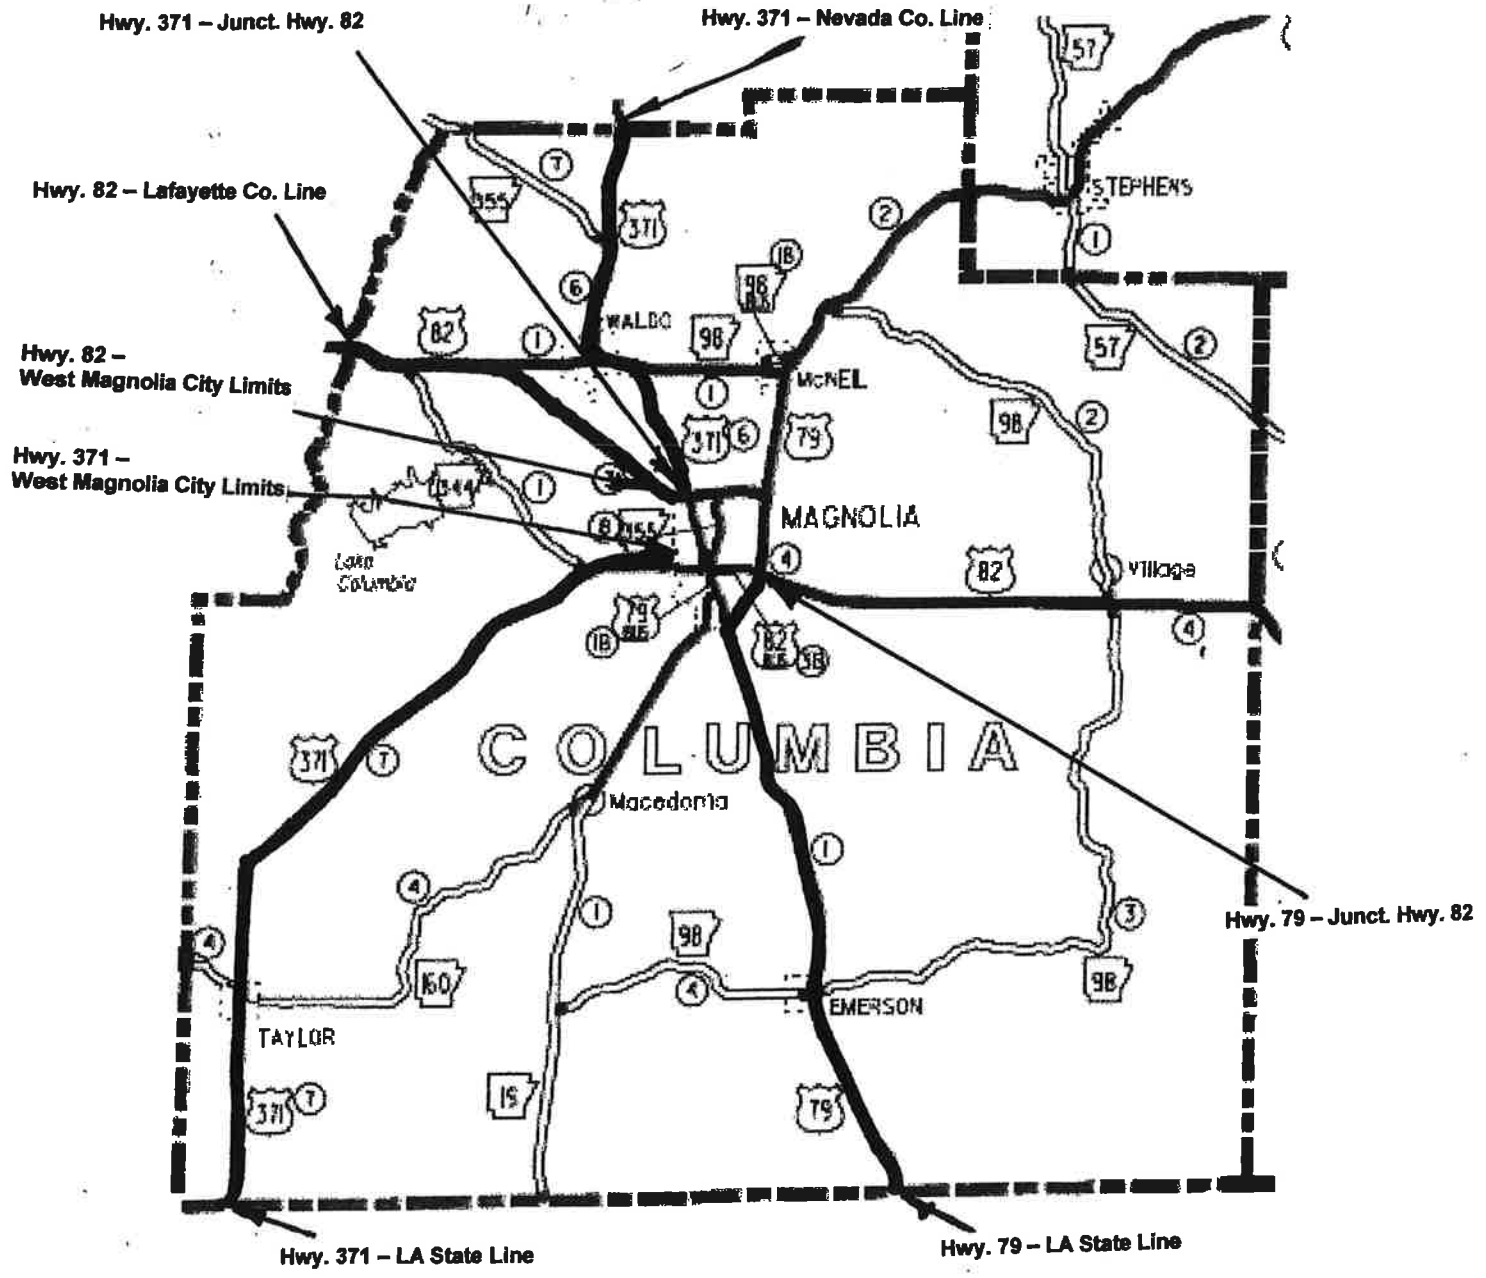 Hwy. 371 – Junct. Hwy. 82
Hwy. 371 – Nevada Co. Line
57
7
355
Hwy. 82 – Lafayette Co. Line
371
2
STEPHENS
1
6
98
1B
82
1
WALDO
98
57
2
Hwy. 82 –
West Magnolia City Limits
1
McNEIL
371
6
79
98
2
Hwy. 371 –
West Magnolia City Limits
344
1
8
355
MAGNOLIA
Lake
Columbia
4
82
Village
79
BUS
1B
82
BUS
3B
4
371
7
COLUMBIA
Macedonia
1
4
1
98
3
Hwy. 79 – Junct. Hwy. 82
4
160
4
98
EMERSON
TAYLOR
371
7
19
79
Hwy. 371 – LA State Line
Hwy. 79 – LA State Line